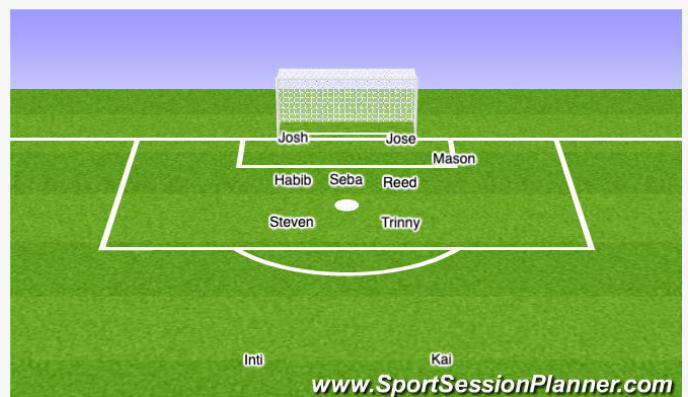 Josh
Jose
Mason
Habib
Seba
Reed
Steven
Trinny
Inti
Kai
www.SportSessionPlanner.com